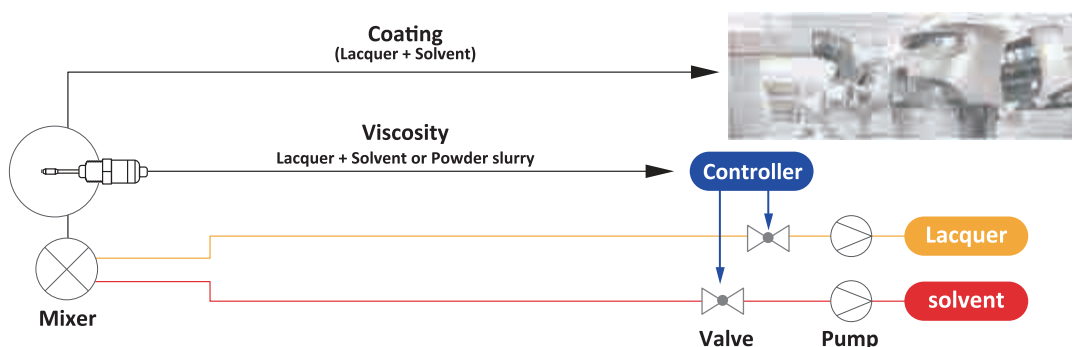 Coating
(Lacquer + Solvent)
Viscosity
Lacquer + Solvent or Powder slurry
Controller
Lacquer
solvent
Mixer
Valve
Pump